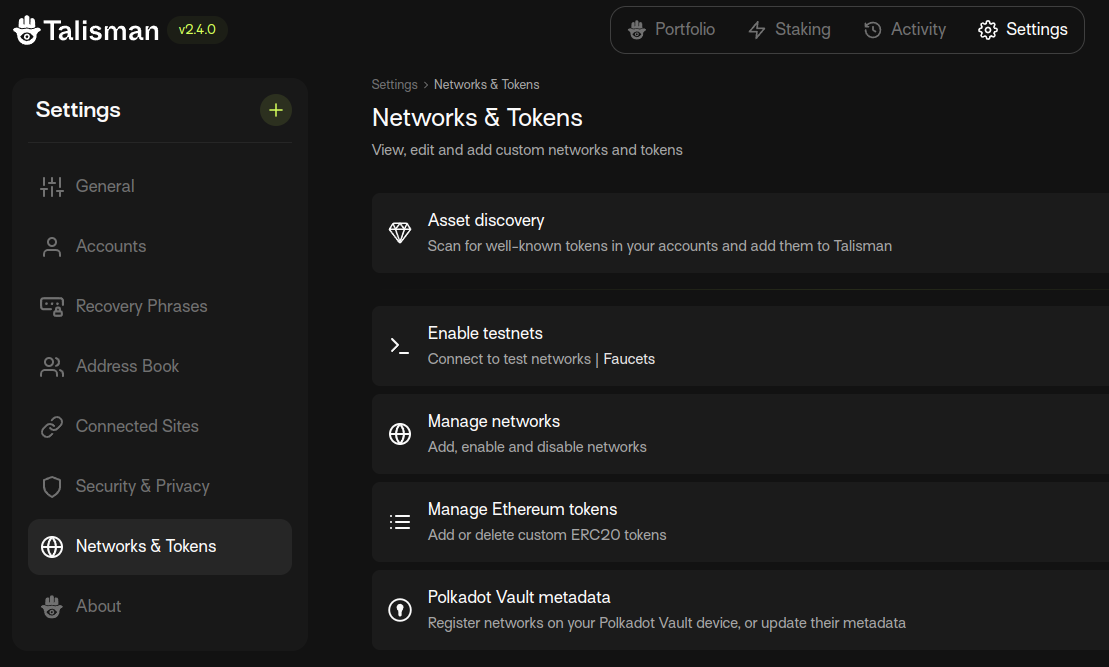 Talisman v2.4.0
Portfolio Staking Activity Settings
Settings
General
Accounts
Recovery Phrases
Address Book
Connected Sites
Security & Privacy
Networks & Tokens
About
Settings › Networks & Tokens
Networks & Tokens
View, edit and add custom networks and tokens
Asset discovery
Scan for well-known tokens in your accounts and add them to Talisman
Enable testnets
Connect to test networks | Faucets
Manage networks
Add, enable and disable networks
Manage Ethereum tokens
Add or delete custom ERC20 tokens
Polkadot Vault metadata
Register networks on your Polkadot Vault device, or update their metadata